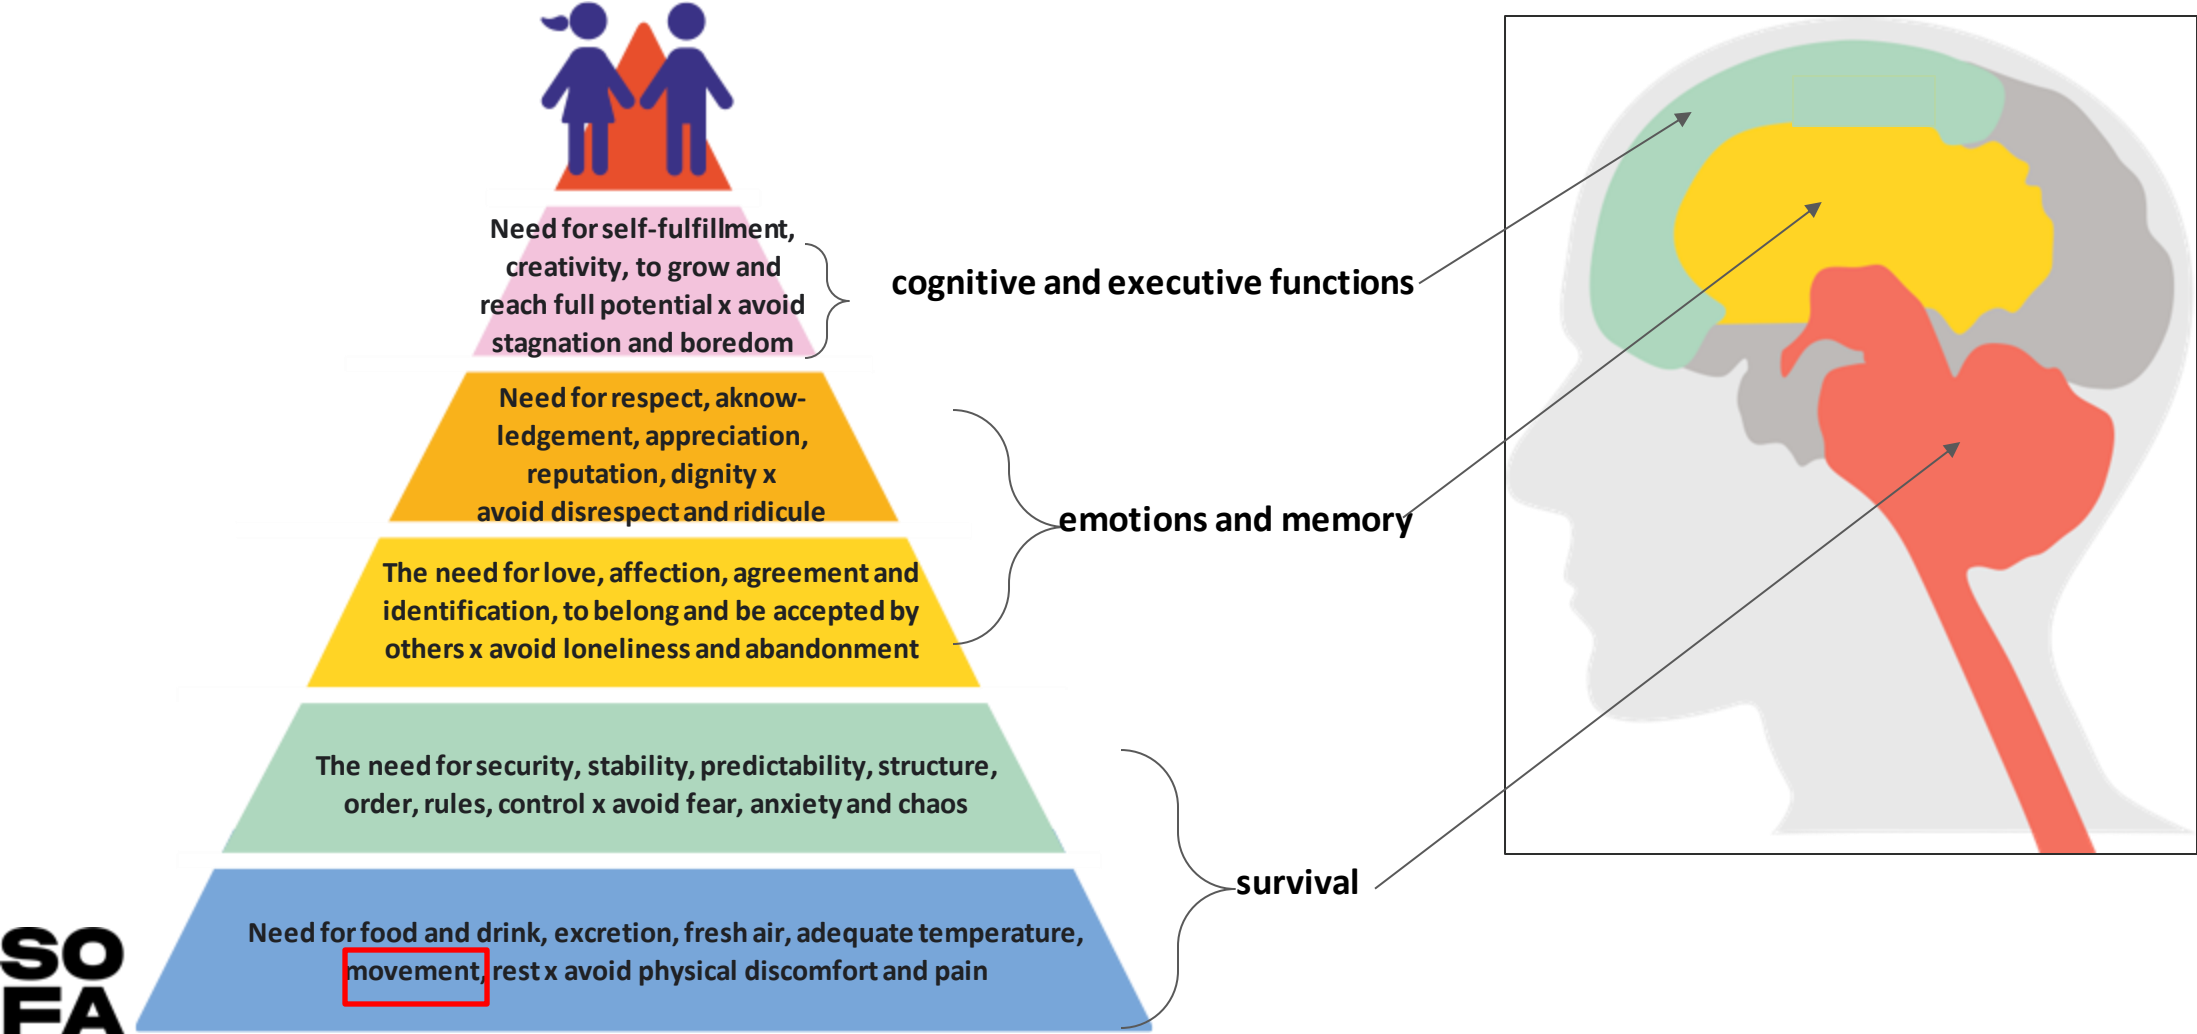 Need for self-fulfillment,
creativity, to grow and
reach full potential x avoid
stagnation and boredom
cognitive and executive functions
Need for respect, aknow-
ledgement, appreciation,
reputation, dignity x
avoid disrespect and ridicule
emotions and memory
The need for love, affection, agreement and
identification, to belong and be accepted by
others x avoid loneliness and abandonment
The need for security, stability, predictability, structure,
order, rules, control x avoid fear, anxiety and chaos
survival
Need for food and drink, excretion, fresh air, adequate temperature,
movement, rest x avoid physical discomfort and pain
SO
FA